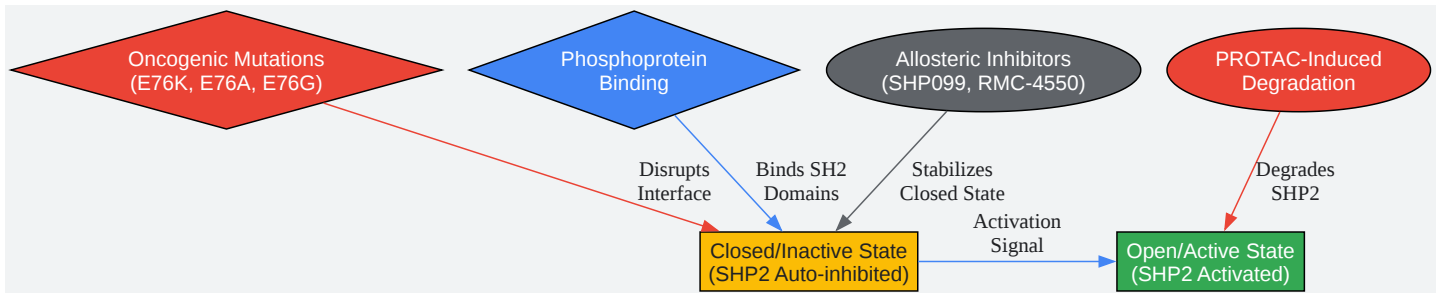 Oncogenic Mutations
(E76K, E76A, E76G)
Phosphoprotein
Binding
Allosteric Inhibitors
(SHP099, RMC-4550)
PROTAC-Induced
Degradation
Disrupts
Interface
Binds SH2
Domains
Stabilizes
Closed State
Degrades
SHP2
Activation
Signal
Closed/Inactive State
(SHP2 Auto-inhibited)
Open/Active State
(SHP2 Activated)